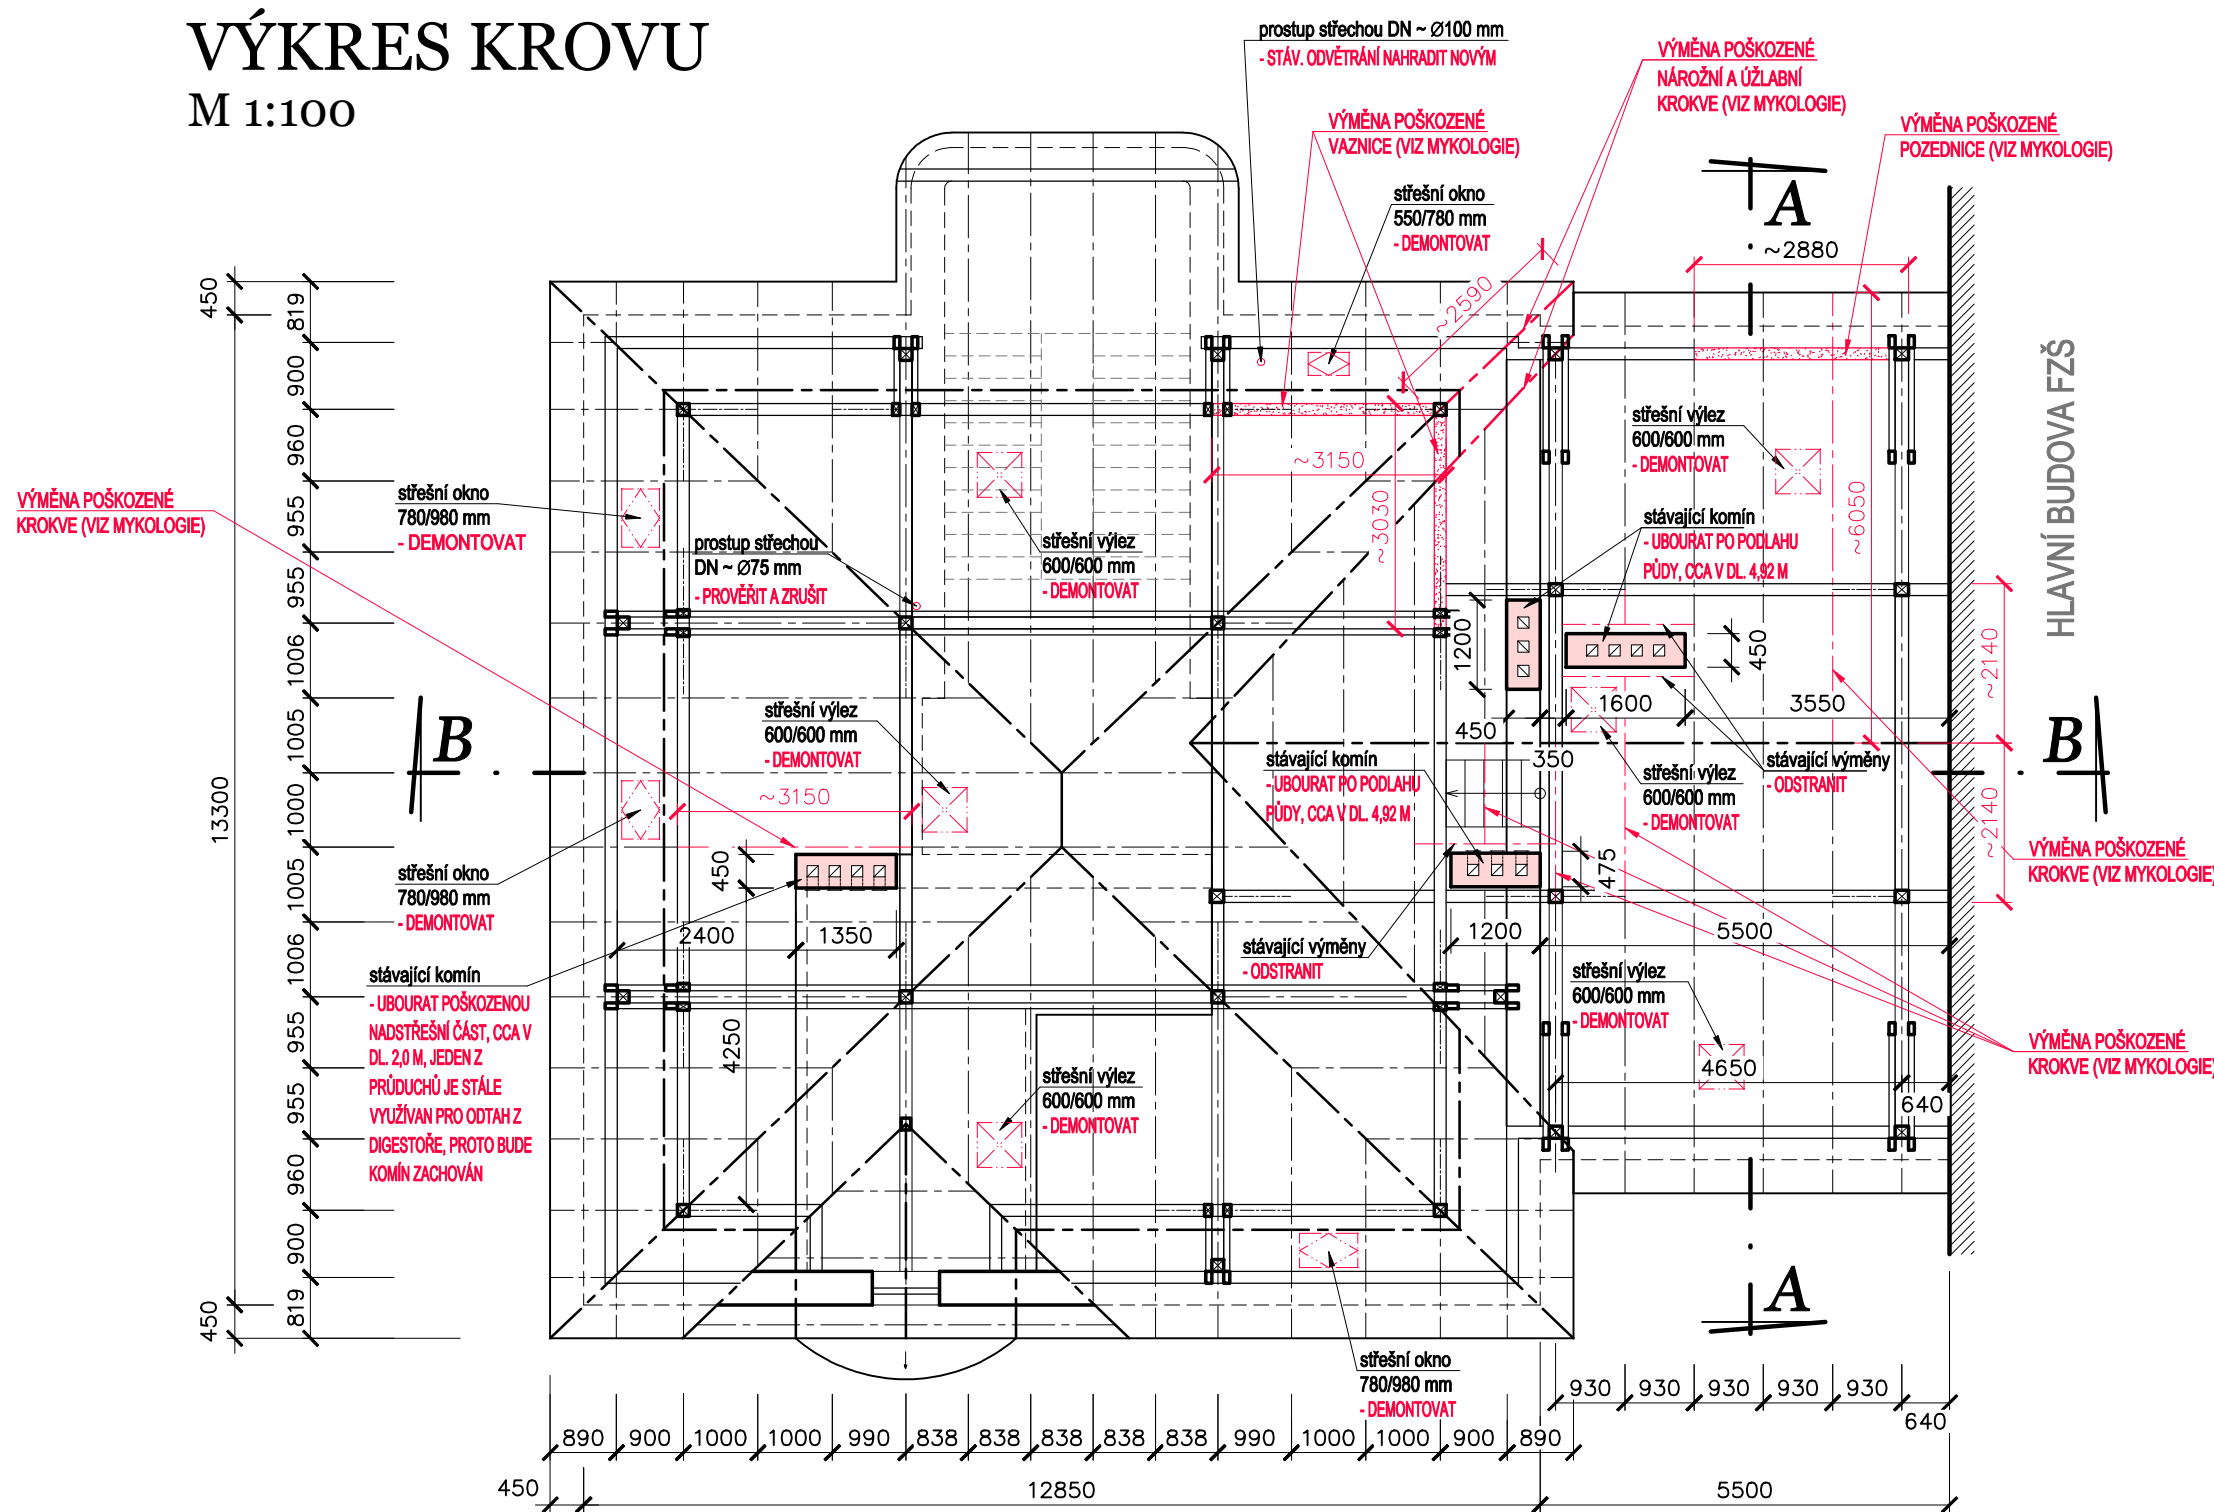 VÝKRES KROVU
M 1:100
prostup střechou DN ~ Ø100 mm
- STÁV. ODVĚTRÁNÍ NAHRADIT NOVÝM
VÝMĚNA POŠKOZENÉ
NÁROŽNÍ A ÚŽLABNÍ
KROKVE (VIZ MYKOLOGIE)
VÝMĚNA POŠKOZENÉ
VAZNICE (VIZ MYKOLOGIE)
VÝMĚNA POŠKOZENÉ
POZEDNICE (VIZ MYKOLOGIE)
střešní okno
550/780 mm
- DEMONTOVAT
A
~2880
~2590
HLAVNÍ BUDOVA FZŠ
450
819
900
960
955
955
1006
1005
1000
1005
1006
955
955
960
900
819
13300
450
VÝMĚNA POŠKOZENÉ
KROKVE (VIZ MYKOLOGIE)
střešní okno
780/980 mm
- DEMONTOVAT
prostup střechou
DN ~ Ø75 mm
- PROVĚŘIT A ZRUŠIT
střešní výlez
600/600 mm
- DEMONTOVAT
~3150
~3030
střešní výlez
600/600 mm
- DEMONTOVAT
stávající komín
- UBOURAT PO PODLAHU
PŮDY, CCA V DL. 4,92 M
~6050
1200
450
1600
3550
450
350
~2140
~2140
B
B
střešní výlez
600/600 mm
- DEMONTOVAT
~3150
stávající komín
- UBOURAT PO PODLAHU
PŮDY, CCA V DL. 4,92 M
střešní výlez
600/600 mm
- DEMONTOVAT
stávající výměny
- ODSTRANIT
VÝMĚNA POŠKOZENÉ
KROKVE (VIZ MYKOLOGIE)
střešní okno
780/980 mm
- DEMONTOVAT
450
475
2400
1350
1200
5500
stávající výměny
- ODSTRANIT
stávající komín
- UBOURAT POŠKOZENOU
NADSTŘEŠNÍ ČÁST, CCA V
DL. 2,0 M, JEDEN Z
PRŮDUCHŮ JE STÁLE
VYUŽÍVAN PRO ODTAH Z
DIGESTOŘE, PROTO BUDE
KOMÍN ZACHOVÁN
4250
střešní výlez
600/600 mm
- DEMONTOVAT
střešní výlez
600/600 mm
- DEMONTOVAT
4650
640
VÝMĚNA POŠKOZENÉ
KROKVE (VIZ MYKOLOGIE)
A
střešní okno
780/980 mm
- DEMONTOVAT
930 930 930 930 930
640
890 900 1000 1000 990 838 838 838 838 838 990 1000 1000 900 890
450 12850 5500